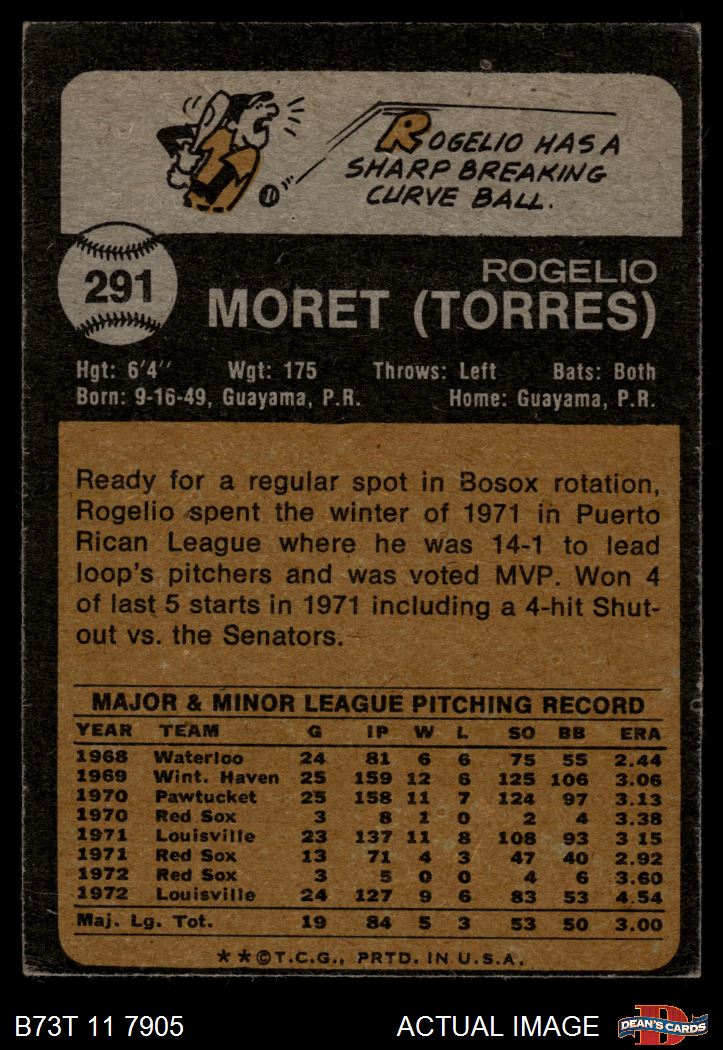 ROGELIO HAS A
SHARP BREAKING
CURVE BALL.
291
ROGELIO
MORET (TORRES)
Hgt: 6'4" Wgt: 175 Throws: Left Bats: Both
Born: 9-16-49, Guayama, P.R. Home: Guayama, P.R.
Ready for a regular spot in Bosox rotation,
Rogelio spent the winter of 1971 in Puerto
Rican League where he was 14-1 to lead
loop's pitchers and was voted MVP. Won 4
of last 5 starts in 1971 including a 4-hit Shut-
out vs. the Senators.
MAJOR & MINOR LEAGUE PITCHING RECORD
YEAR TEAM G IP W L SO BB ERA
1968 Waterloo 24 81 6 6 75 55 2.44
1969 Wint. Haven 25 159 12 6 125 106 3.06
1970 Pawtucket 25 158 11 7 124 97 3.13
1970 Red Sox 3 8 1 0 2 4 3.38
1971 Louisville 23 137 11 8 108 93 3 15
1971 Red Sox 13 71 4 3 47 40 2.92
1972 Red Sox 3 5 0 0 4 6 3.60
1972 Louisville 24 127 9 6 83 53 4.54
Maj. Lg. Tot. 19 84 5 3 53 50 3.00
**©T.C.G., PRTD. IN U.S.A.
B73T 11 7905 ACTUAL IMAGE DEAN'S CARDS